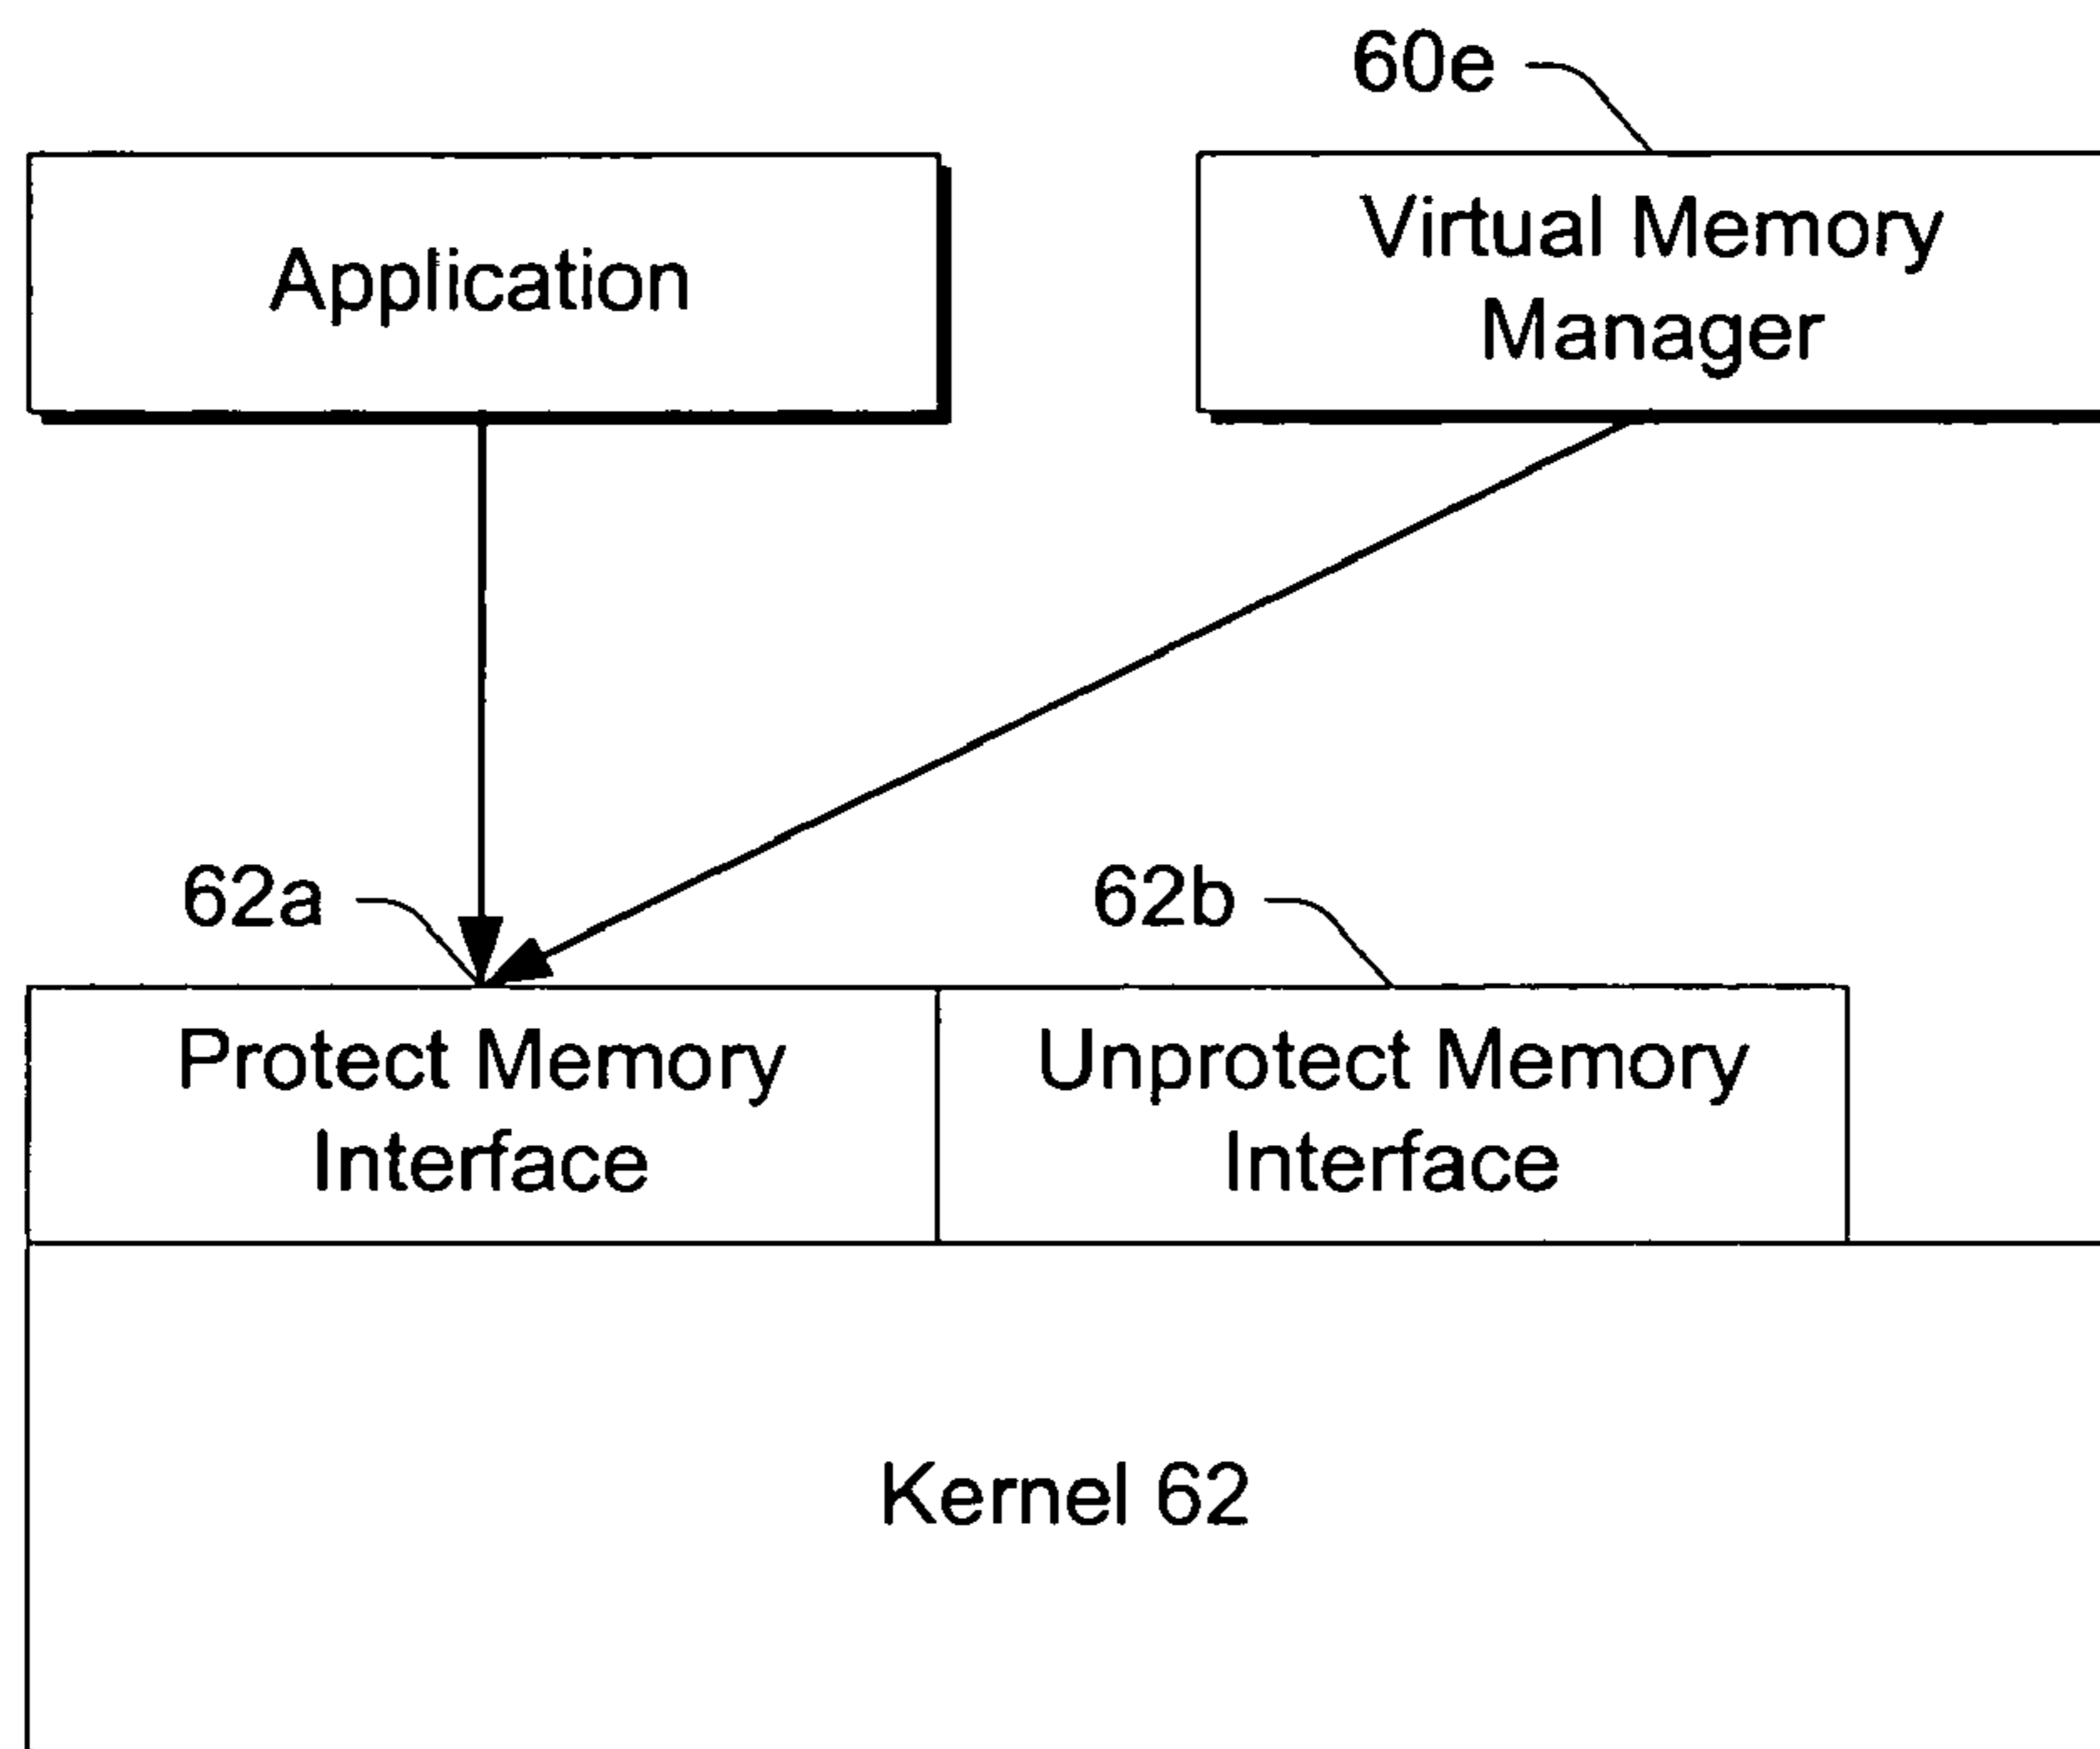 60e
Application
Virtual Memory
Manager
62a
62b
Protect Memory
Interface
Unprotect Memory
Interface
Kernel 62